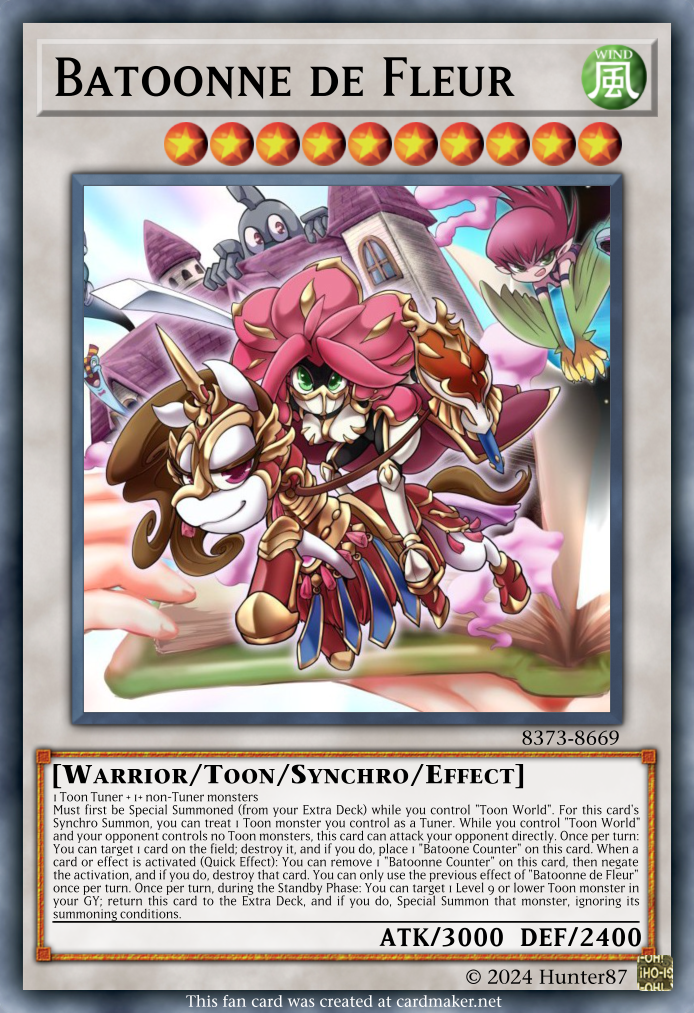 BATOONNE DE FLEUR
WIND
風
8373-8669
[WARRIOR/TOON/SYNCHRO/EFFECT]
1 Toon Tuner + 1+ non-Tuner monsters
Must first be Special Summoned (from your Extra Deck) while you control "Toon World". For this card's
Synchro Summon, you can treat 1 Toon monster you control as a Tuner. While you control "Toon World"
and your opponent controls no Toon monsters, this card can attack your opponent directly. Once per turn:
You can target 1 card on the field; destroy it, and if you do, place 1 "Batoone Counter" on this card. When a
card or effect is activated (Quick Effect): You can remove 1 "Batoonne Counter" on this card, then negate
the activation, and if you do, destroy that card. You can only use the previous effect of "Batoonne de Fleur"
once per turn. Once per turn, during the Standby Phase: You can target 1 Level 9 or lower Toon monster in
your GY; return this card to the Extra Deck, and if you do, Special Summon that monster, ignoring its
summoning conditions.
ATK/3000 DEF/2400
© 2024 Hunter87
This fan card was created at cardmaker.net